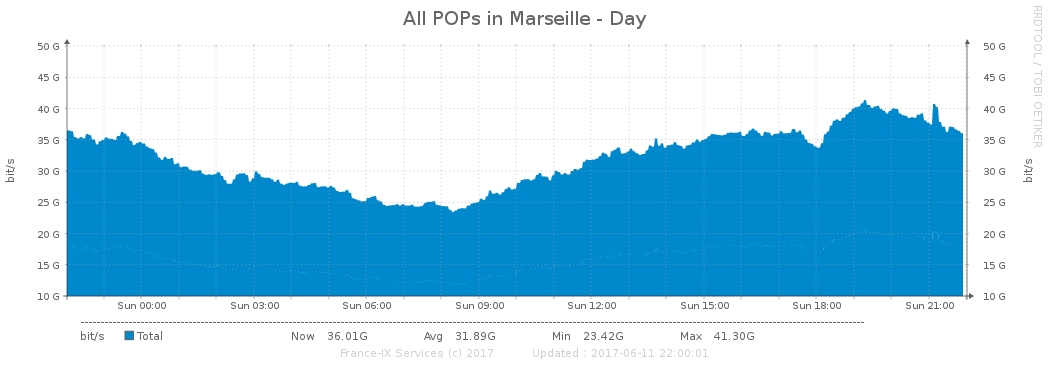 All POPs in Marseille - Day
RRDTOOL / TOBI OETIKER
50 G 50 G
45 G 45 G
40 G 40 G
35 G 35 G
30 G 30 G
25 G 25 G
20 G 20 G
15 G 15 G
10 G 10 G
bit/s
bit/s
Sun 00:00 Sun 03:00 Sun 06:00 Sun 09:00 Sun 12:00 Sun 15:00 Sun 18:00 Sun 21:00
bit/s Total Now 36.01G Avg 31.89G Min 23.42G Max 41.30G
France-IX Services (c) 2017 Updated : 2017-06-11 22:00:01